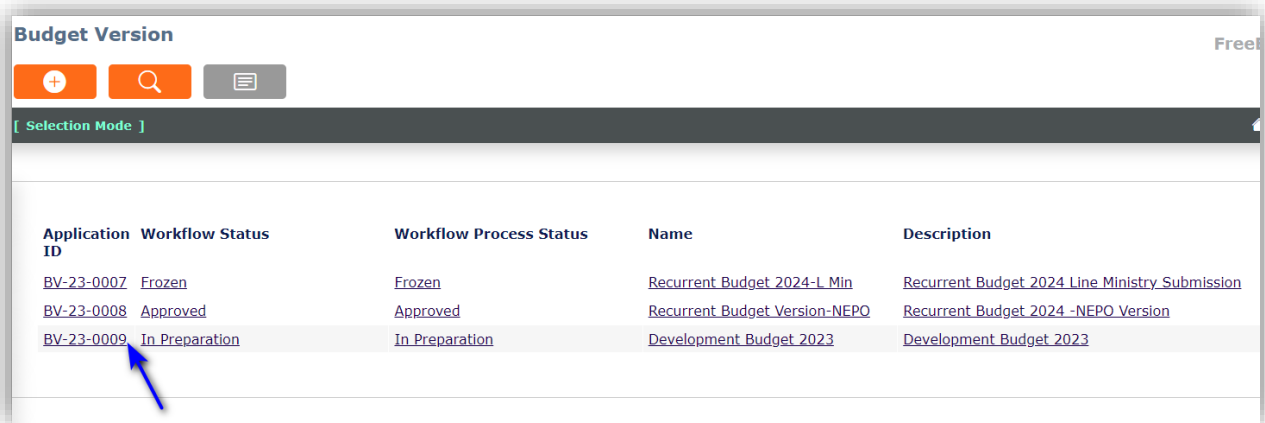 Budget Version
Free
[ Selection Mode ]
Application ID Workflow Status Workflow Process Status Name Description
BV-23-0007 Frozen Frozen Recurrent Budget 2024-L Min Recurrent Budget 2024 Line Ministry Submission
BV-23-0008 Approved Approved Recurrent Budget Version-NEPO Recurrent Budget 2024 -NEPO Version
BV-23-0009 In Preparation In Preparation Development Budget 2023 Development Budget 2023